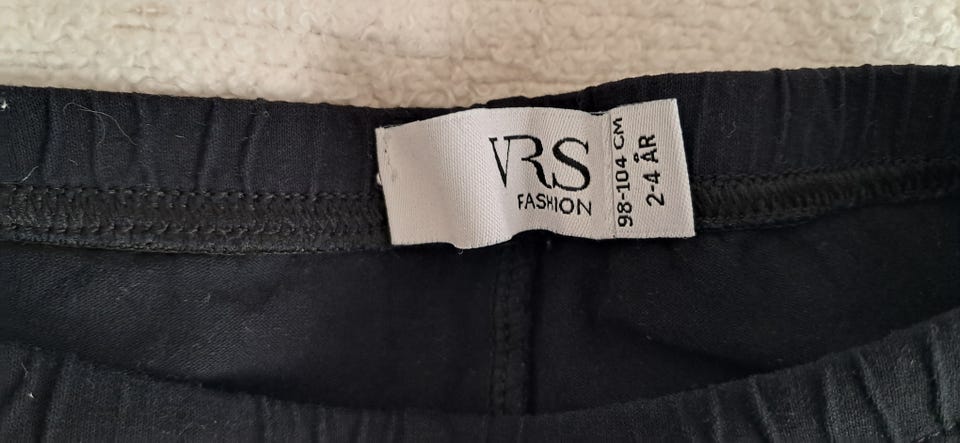 VRS
FASHION
98-104 CM
2-4 ÅR